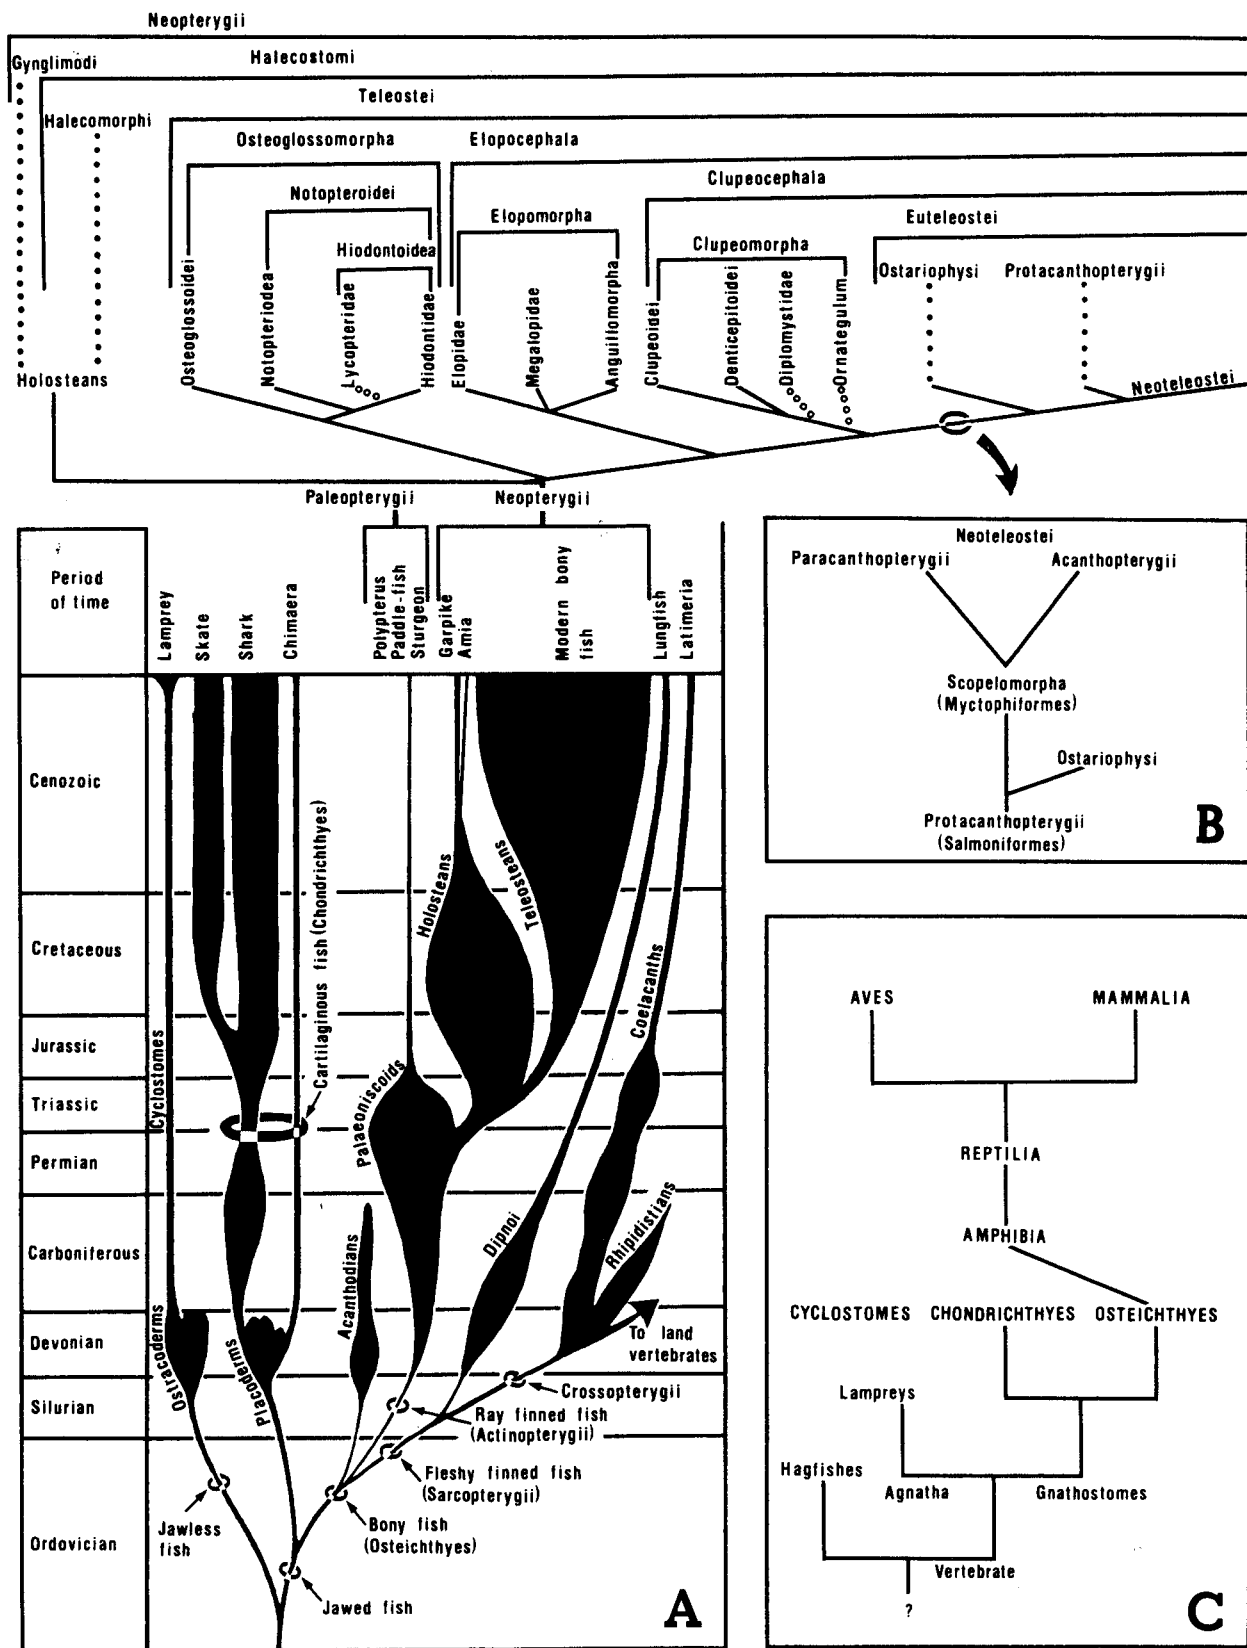 Neopterygii
Gynglimodi
Halecostomi
Teleostei
Halecomorphi
Osteoglossomorpha
Elopocephala
Clupeocephala
Notopteroidei
Elopomorpha
Euteleostei
Hiodontoidea
Clupeomorpha
Ostariophysi
Protacanthopterygii
Osteoglossoidei
Notopteriodea
Lycopteridae
Hiodontidae
Elopidae
Megalopidae
Anguillomorpha
Clupeoidei
Denticepitoidei
Diplomystidae
Ornategulum
Holosteans
Neoteleostei
Paleopterygii
Neopterygii
Period
of time
Lamprey
Skate
Shark
Chimaera
Polypterus
Paddle-fish
Sturgeon
Garpike
Amia
Modern bony
fish
Lungfish
Latimeria
Cenozoic
Cretaceous
Jurassic
Triassic
Permian
Carboniferous
Devonian
Silurian
Ordovician
Cyclostomes
Cartilaginous fish (Chondrichthyes)
Holosteans
Teleosteans
Coelacanths
Palaeoniscoids
Acanthodians
Dipnoi
Rhipidistians
Ostracoderms
Placoderms
To land
vertebrates
Crossopterygii
Ray finned fish
(Actinopterygii)
Fleshy finned fish
(Sarcopterygii)
Bony fish
(Osteichthyes)
Jawless
fish
Jawed fish
A
Neoteleostei
Paracanthopterygii
Acanthopterygii
Scopelomorpha
(Myctophiformes)
Ostariophysi
Protacanthopterygii
(Salmoniformes)
B
AVES
MAMMALIA
REPTILIA
AMPHIBIA
CYCLOSTOMES
CHONDRICHTHYES
OSTEICHTHYES
Lampreys
Hagfishes
Agnatha
Gnathostomes
Vertebrate
?
C